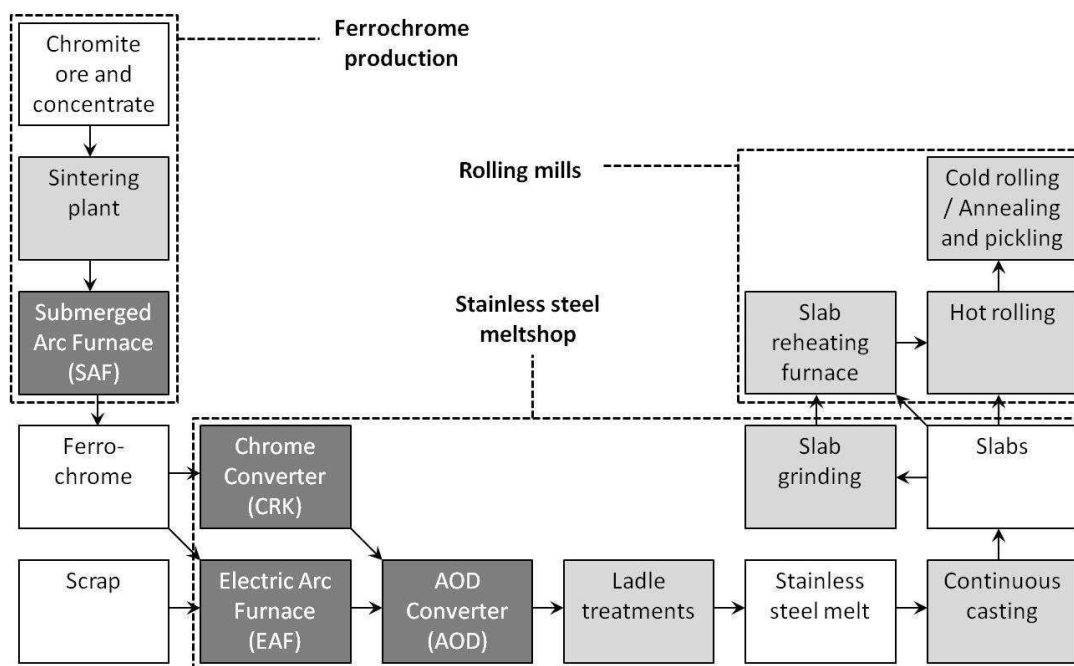 Chromite
ore and
concentrate
Ferrochrome
production
Sintering
plant
Rolling mills
Cold rolling
/ Annealing
and pickling
Submerged
Arc Furnace
(SAF)
Stainless steel
meltshop
Slab
reheating
furnace
Hot rolling
Ferro-
chrome
Chrome
Converter
(CRK)
Slab
grinding
Slabs
Scrap
Electric Arc
Furnace
(EAF)
AOD
Converter
(AOD)
Ladle
treatments
Stainless
steel melt
Continuous
casting